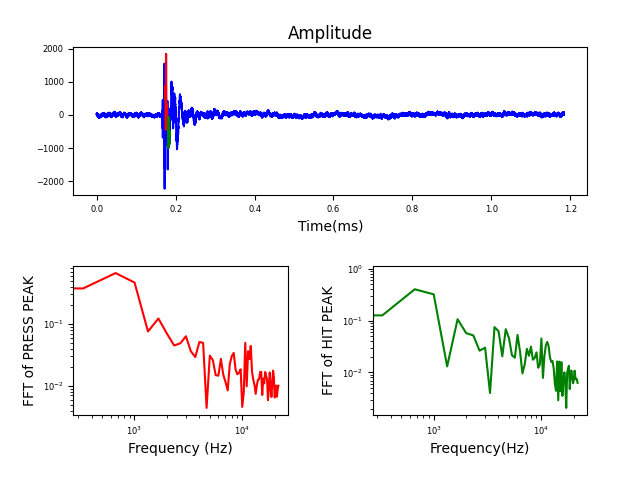 Amplitude
2000
1000
0
−1000
−2000
0.0 0.2 0.4 0.6 0.8 1.0 1.2
Time(ms)
FFT of PRESS PEAK
10⁻¹
10⁻²
10³ 10⁴
Frequency (Hz)
FFT of HIT PEAK
10⁰
10⁻¹
10⁻²
10³ 10⁴
Frequency(Hz)